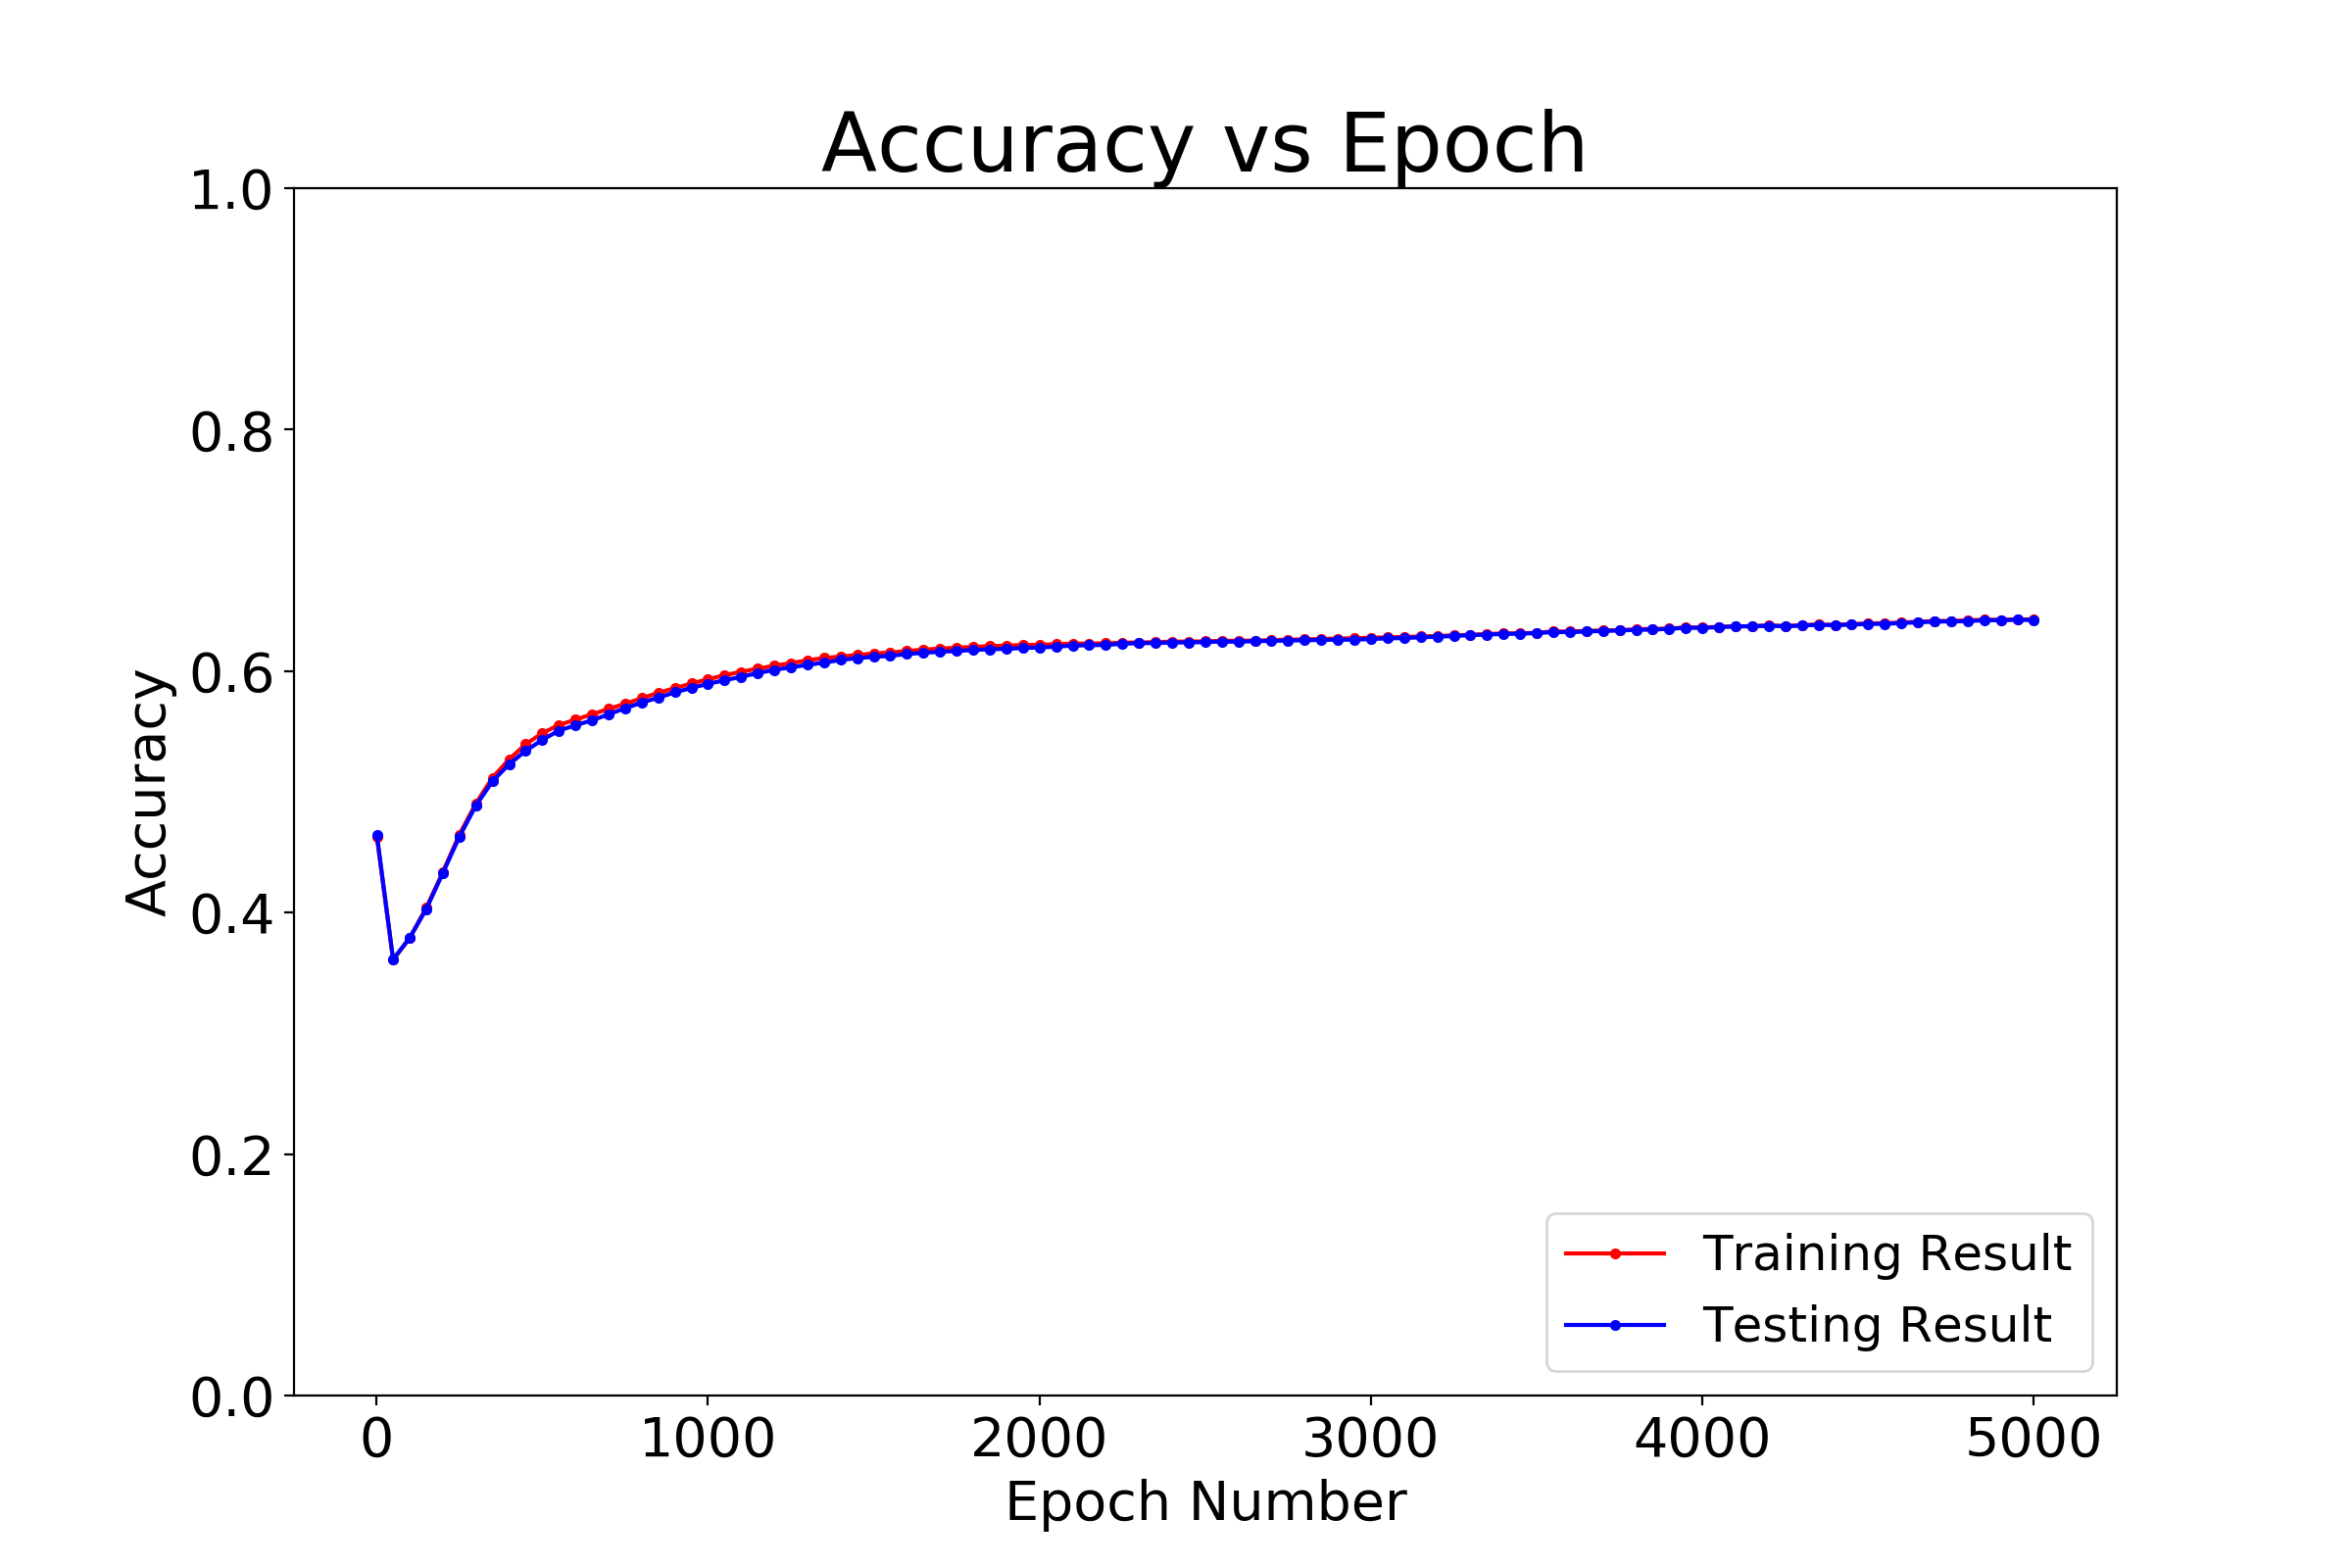 Accuracy vs Epoch
1.0
0.8
0.6
0.4
0.2
0.0
Accuracy
0 1000 2000 3000 4000 5000
Epoch Number
Training Result
Testing Result